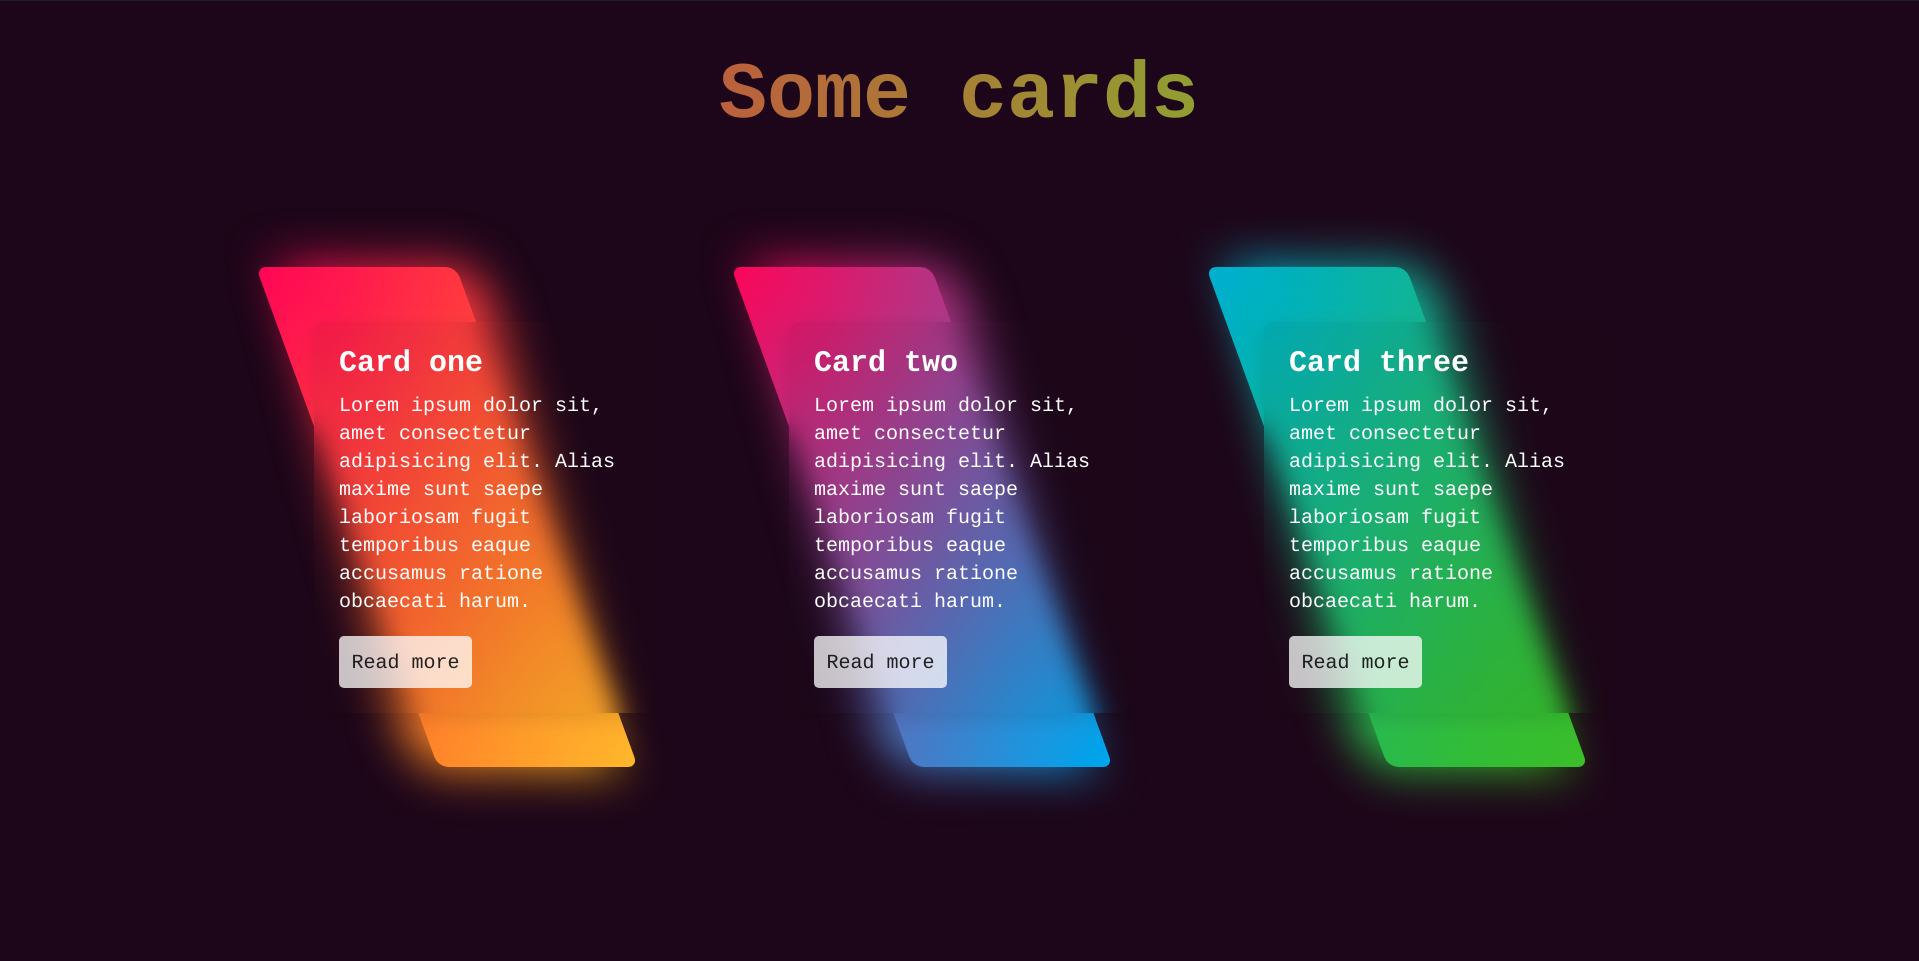 Some cards
Card one
Lorem ipsum dolor sit,
amet consectetur
adipisicing elit. Alias
maxime sunt saepe
laboriosam fugit
temporibus eaque
accusamus ratione
obcaecati harum.
Read more
Card two
Lorem ipsum dolor sit,
amet consectetur
adipisicing elit. Alias
maxime sunt saepe
laboriosam fugit
temporibus eaque
accusamus ratione
obcaecati harum.
Read more
Card three
Lorem ipsum dolor sit,
amet consectetur
adipisicing elit. Alias
maxime sunt saepe
laboriosam fugit
temporibus eaque
accusamus ratione
obcaecati harum.
Read more